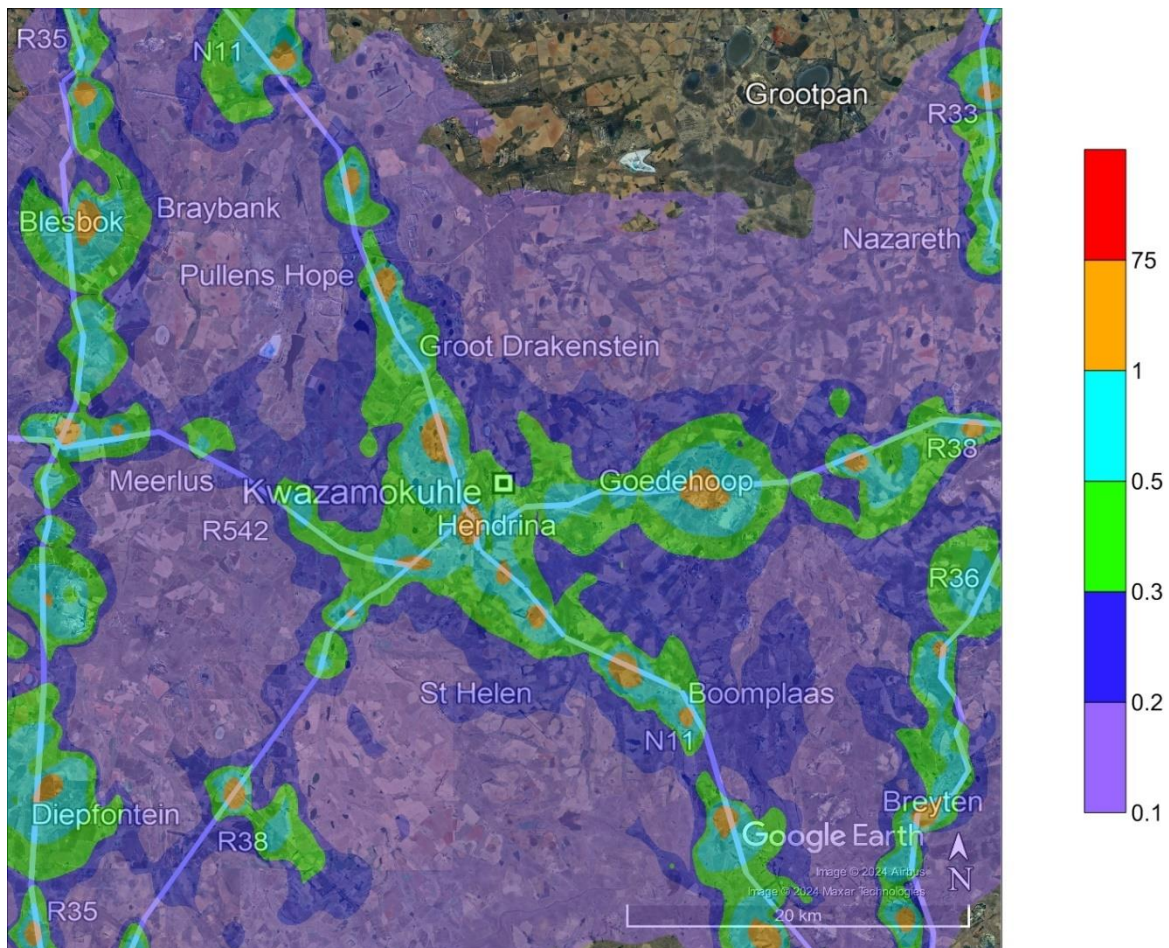 R35
N11
Grootpan
R33
Blesbok
Braybank
Nazareth
Pullens Hope
Groot Drakenstein
R38
Meerlus
Kwazamokuhle
Goedehoop
R542
Hendrina
R36
St Helen
Boomplaas
N11
Diepfontein
Breyten
R38
Google Earth
Image © 2024 Airbus
Image © 2024 Maxar Technologies
N
R35
20 km
75
1
0.5
0.3
0.2
0.1